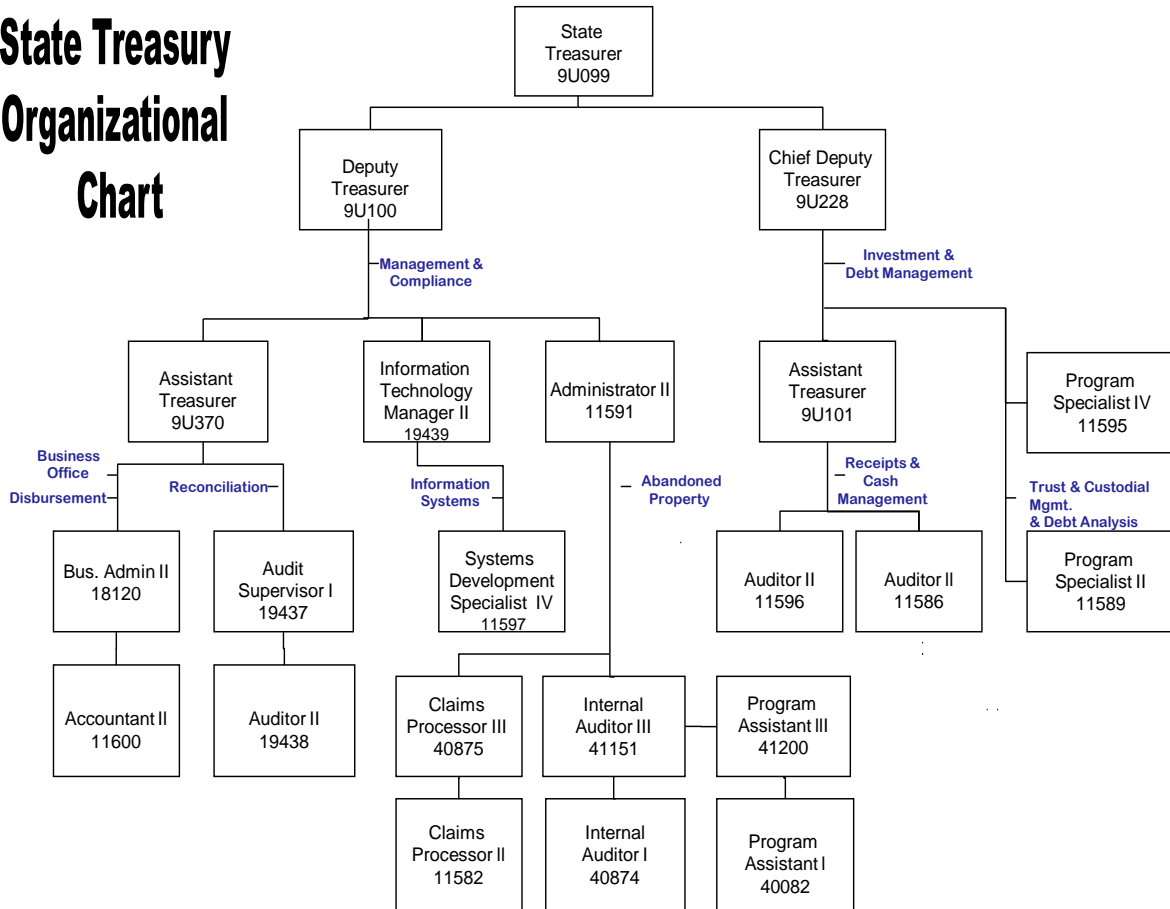 State Treasury
Organizational
Chart
State
Treasurer
9U099
Deputy
Treasurer
9U100
Chief Deputy
Treasurer
9U228
Management &
Compliance
Investment &
Debt Management
Assistant
Treasurer
9U370
Information
Technology
Manager II
19439
Administrator II
11591
Assistant
Treasurer
9U101
Program
Specialist IV
11595
Business
Office
Disbursement
Reconciliation
Information
Systems
Abandoned
Property
Receipts &
Cash
Management
Trust & Custodial
Mgmt.
& Debt Analysis
Bus. Admin II
18120
Audit
Supervisor I
19437
Systems
Development
Specialist IV
11597
Auditor II
11596
Auditor II
11586
Program
Specialist II
11589
Accountant II
11600
Auditor II
19438
Claims
Processor III
40875
Internal
Auditor III
41151
Program
Assistant III
41200
Claims
Processor II
11582
Internal
Auditor I
40874
Program
Assistant I
40082